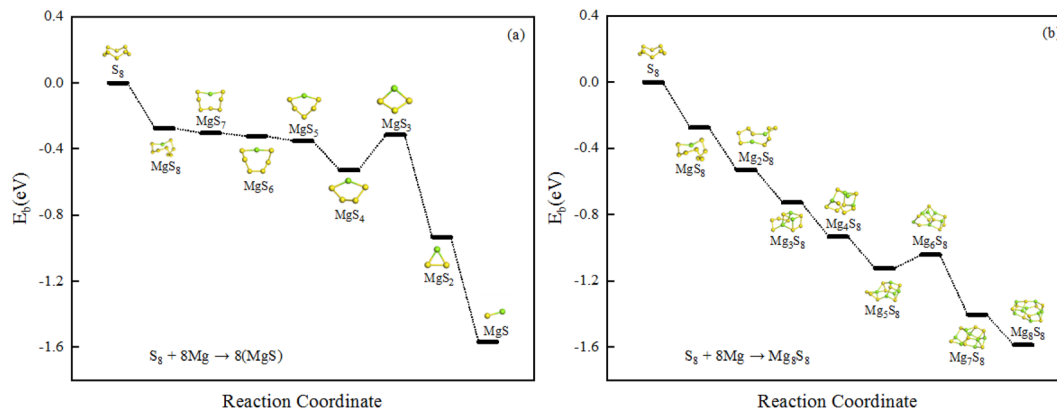 (a)
E_b(eV)
0.4
0.0
-0.4
-0.8
-1.2
-1.6
S₈
MgS₈
MgS₇
MgS₆
MgS₅
MgS₄
MgS₃
MgS₂
MgS
S₈ + 8Mg → 8(MgS)
Reaction Coordinate
(b)
E_b(eV)
0.4
0.0
-0.4
-0.8
-1.2
-1.6
S₈
MgS₈
Mg₂S₈
Mg₃S₈
Mg₄S₈
Mg₅S₈
Mg₆S₈
Mg₇S₈
Mg₈S₈
S₈ + 8Mg → Mg₈S₈
Reaction Coordinate